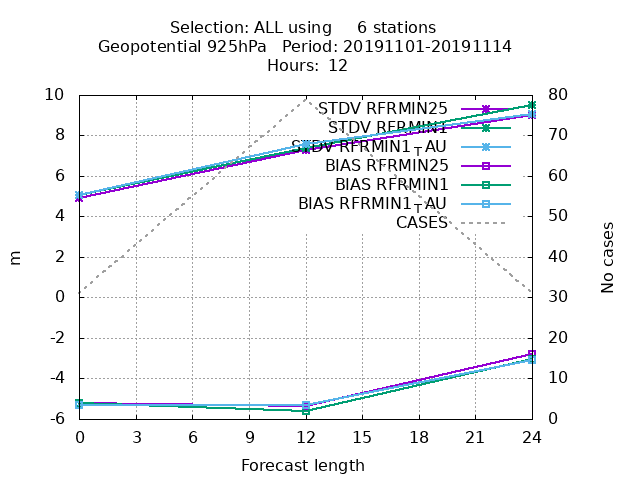 Selection: ALL using     6 stations
Geopotential 925hPa   Period: 20191101-20191114
Hours:  12
10
8
6
4
2
0
-2
-4
-6
m
STDV RFRMIN25
STDV RFRMIN1
STDV RFRMIN1_TAU
BIAS RFRMIN25
BIAS RFRMIN1
BIAS RFRMIN1_TAU
CASES
80
70
60
50
40
30
20
10
0
No cases
0 3 6 9 12 15 18 21 24
Forecast length